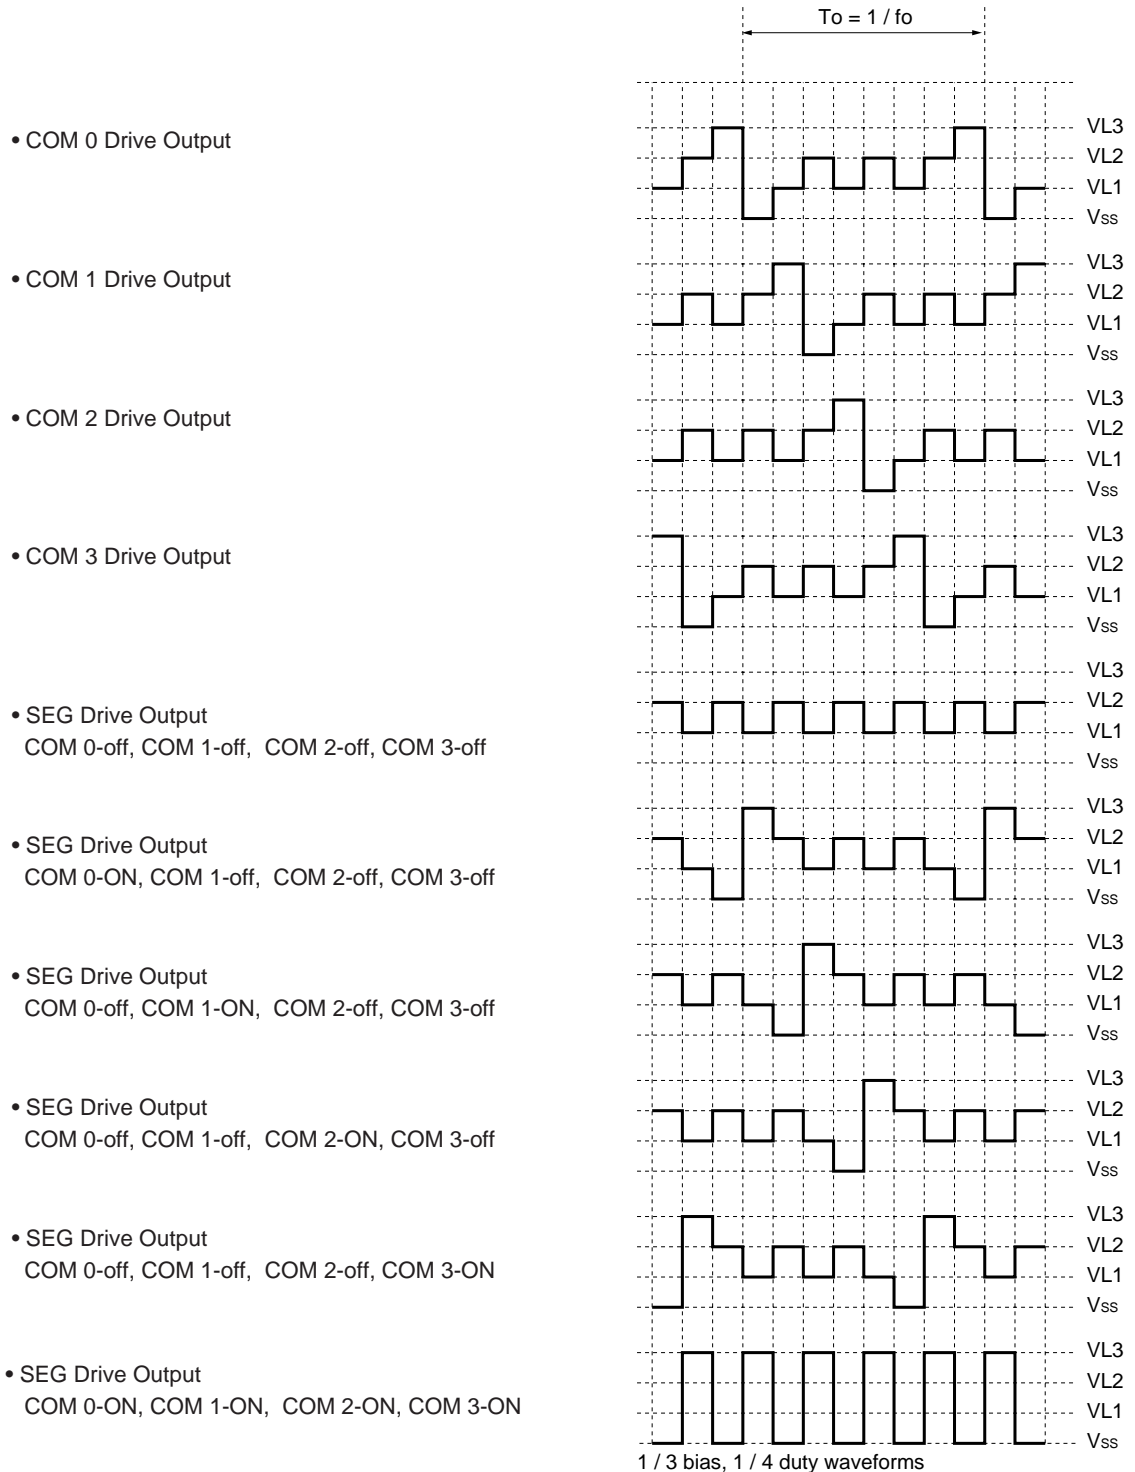 To = 1 / fo
• COM 0 Drive Output
VL3
VL2
VL1
Vss
• COM 1 Drive Output
VL3
VL2
VL1
Vss
• COM 2 Drive Output
VL3
VL2
VL1
Vss
• COM 3 Drive Output
VL3
VL2
VL1
Vss
• SEG Drive Output
COM 0-off, COM 1-off, COM 2-off, COM 3-off
VL3
VL2
VL1
Vss
• SEG Drive Output
COM 0-ON, COM 1-off, COM 2-off, COM 3-off
VL3
VL2
VL1
Vss
• SEG Drive Output
COM 0-off, COM 1-ON, COM 2-off, COM 3-off
VL3
VL2
VL1
Vss
• SEG Drive Output
COM 0-off, COM 1-off, COM 2-ON, COM 3-off
VL3
VL2
VL1
Vss
• SEG Drive Output
COM 0-off, COM 1-off, COM 2-off, COM 3-ON
VL3
VL2
VL1
Vss
• SEG Drive Output
COM 0-ON, COM 1-ON, COM 2-ON, COM 3-ON
VL3
VL2
VL1
Vss
1 / 3 bias, 1 / 4 duty waveforms